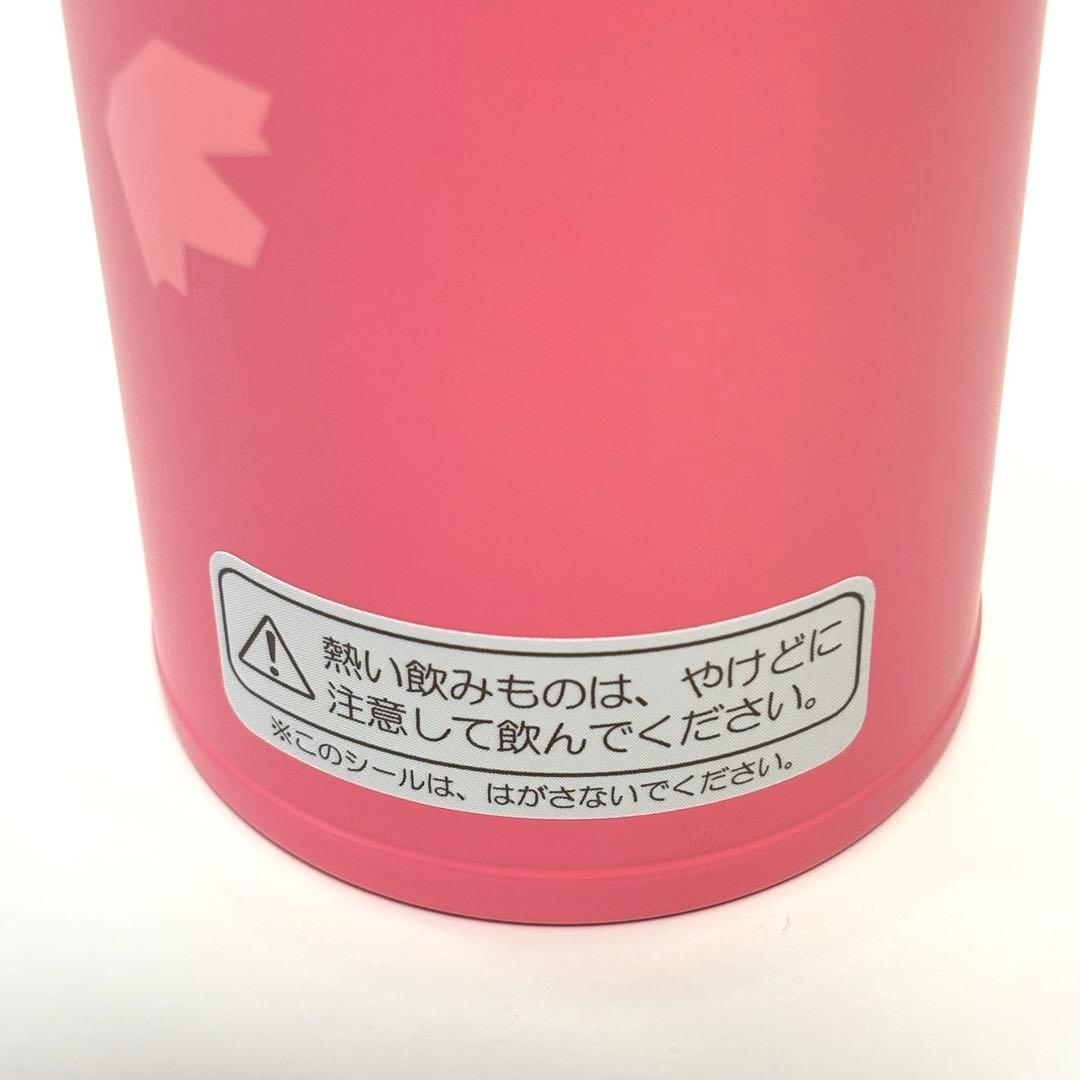 熱い飲みものは、やけどに
注意して飲んでください。
※このシールは、はがさないでください。